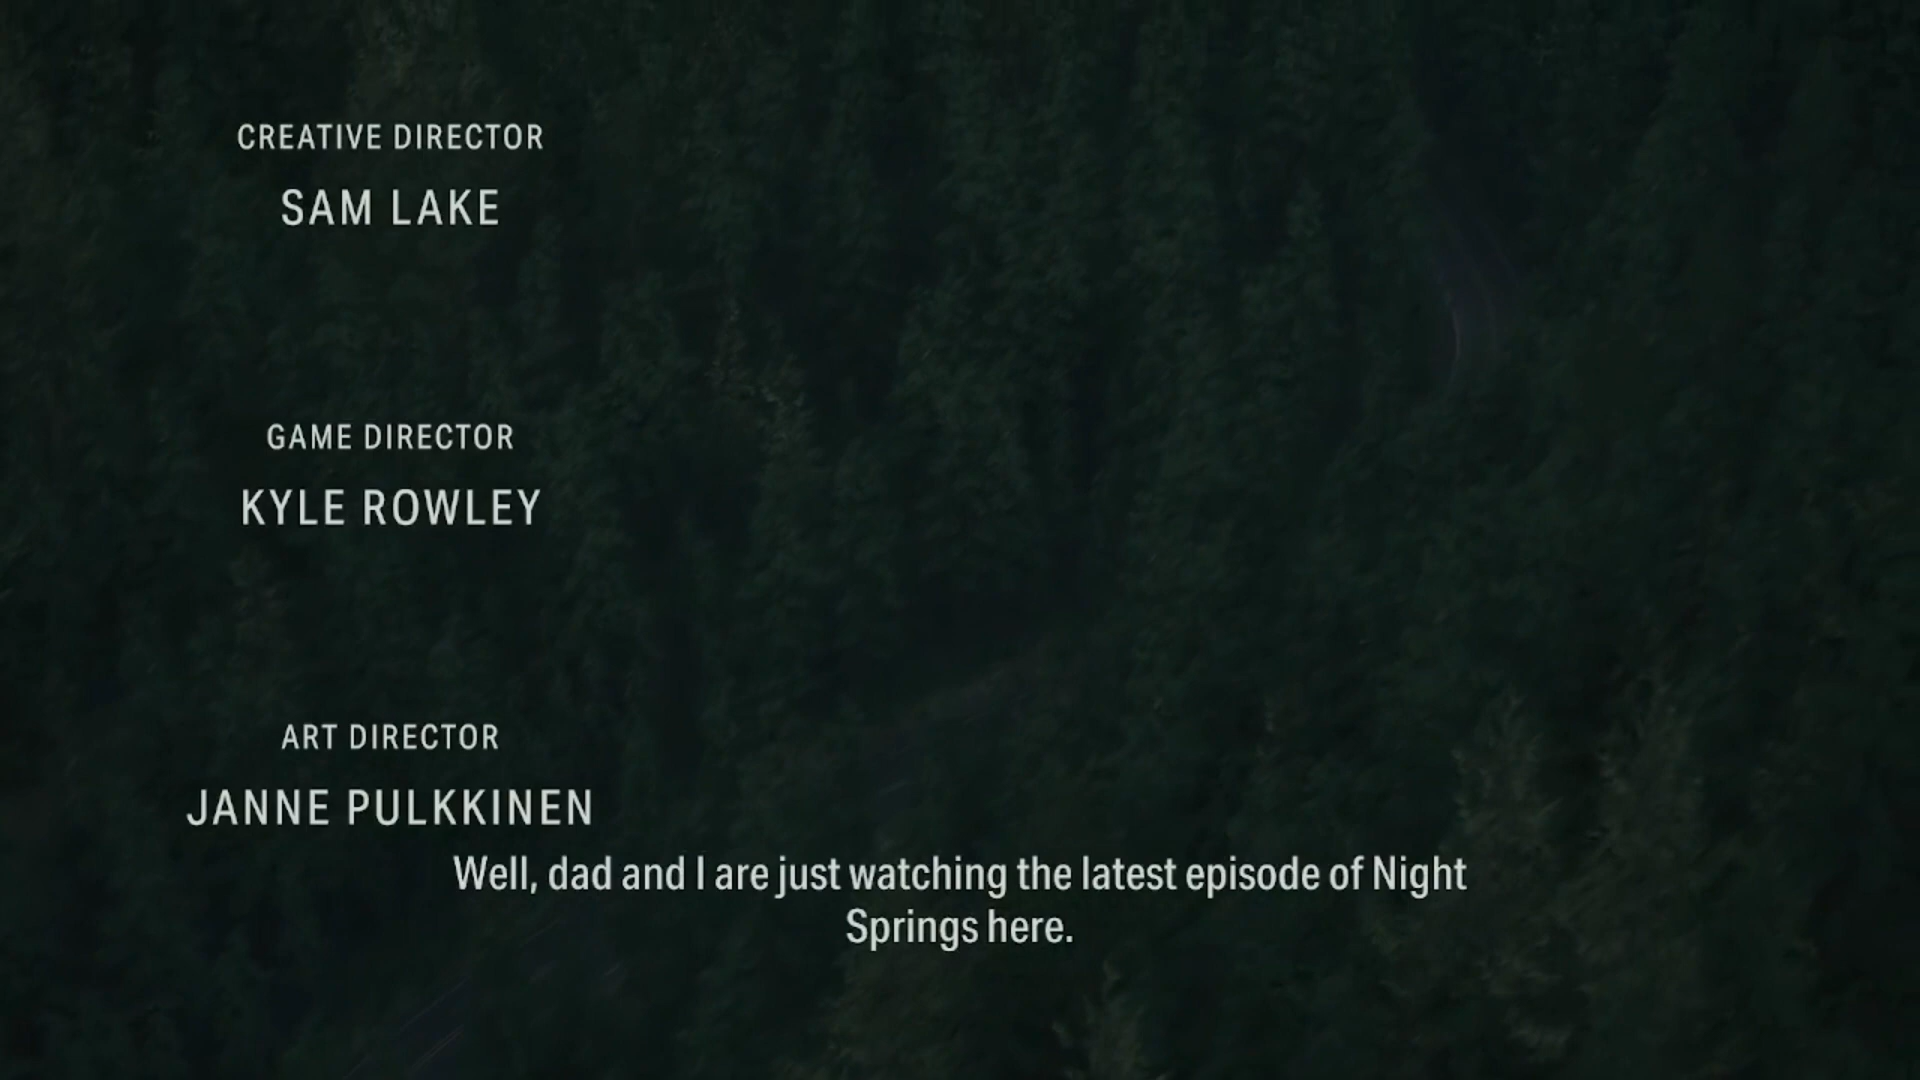 CREATIVE DIRECTOR
SAM LAKE
GAME DIRECTOR
KYLE ROWLEY
ART DIRECTOR
JANNE PULKKINEN
Well, dad and I are just watching the latest episode of Night
Springs here.